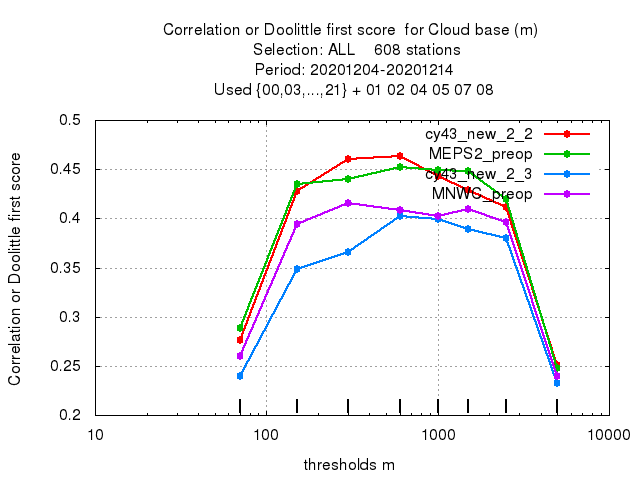 Correlation or Doolittle first score  for Cloud base (m)
Selection: ALL    608 stations
Period: 20201204-20201214
Used {00,03,...,21} + 01 02 04 05 07 08
0.5
0.45
0.4
0.35
0.3
0.25
0.2
Correlation or Doolittle first score
cy43_new_2_2
MEPS2_preop
cy43_new_2_3
MNWG_preop
10
100
1000
10000
thresholds m